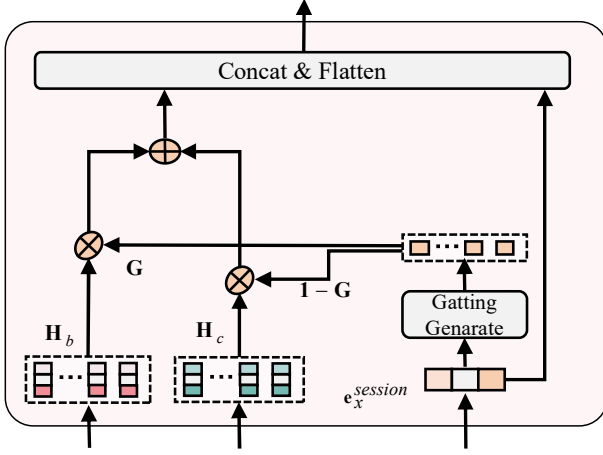 Concat & Flatten
G
1 − G
Gatting
Genarate
H_b
H_c
e_x^{session}